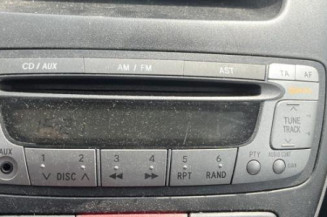 CD / AUX AM / FM AST TA AF
TUNE
TRACK
AUX 1 2 3 4 5 6 PTY
DISC RPT RAND